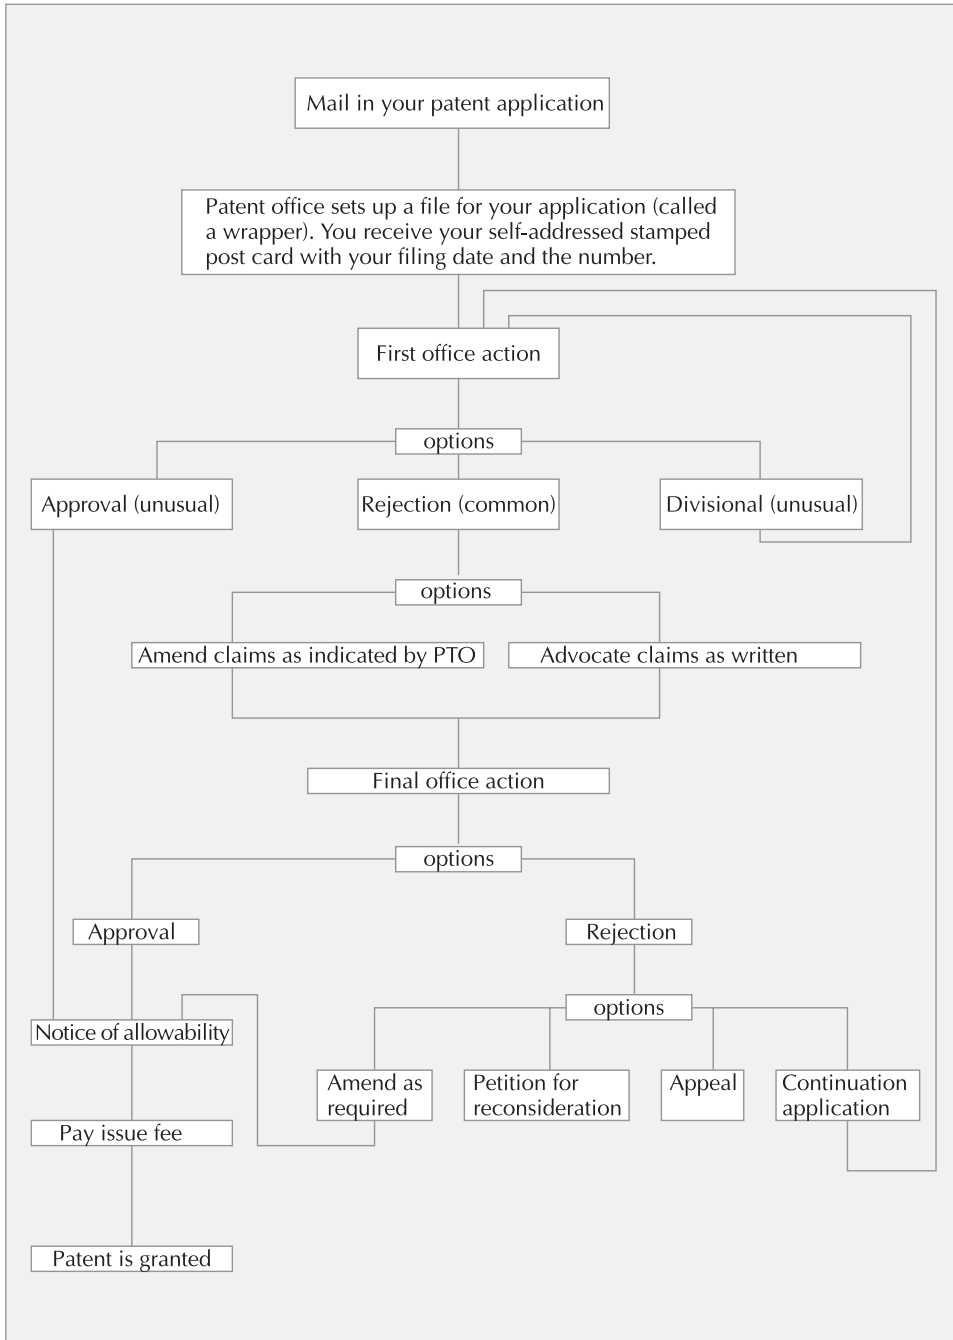 Mail in your patent application
Patent office sets up a file for your application (called
a wrapper). You receive your self-addressed stamped
post card with your filing date and the number.
First office action
options
Approval (unusual)
Rejection (common)
Divisional (unusual)
options
Amend claims as indicated by PTO
Advocate claims as written
Final office action
options
Approval
Rejection
options
Notice of allowability
Amend as
required
Petition for
reconsideration
Appeal
Continuation
application
Pay issue fee
Patent is granted